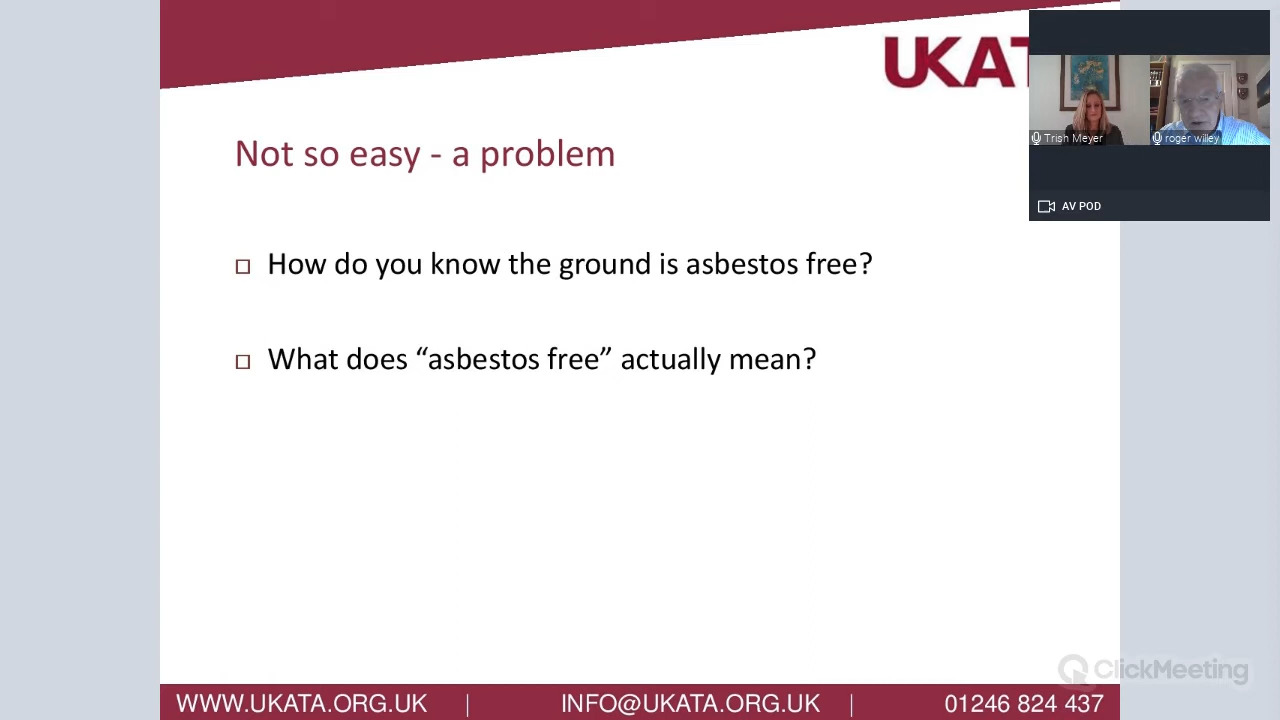 UKAT
Not so easy - a problem
How do you know the ground is asbestos free?
What does “asbestos free” actually mean?
Trish Meyer
roger willey
AV POD
ClickMeeting
WWW.UKATA.ORG.UK | INFO@UKATA.ORG.UK | 01246 824 437